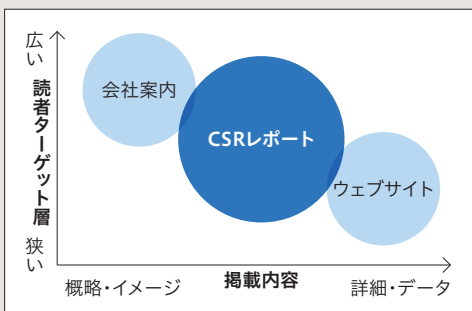 広い
読者ターゲット層
狭い
会社案内
CSRレポート
ウェブサイト
概略・イメージ
掲載内容
詳細・データ